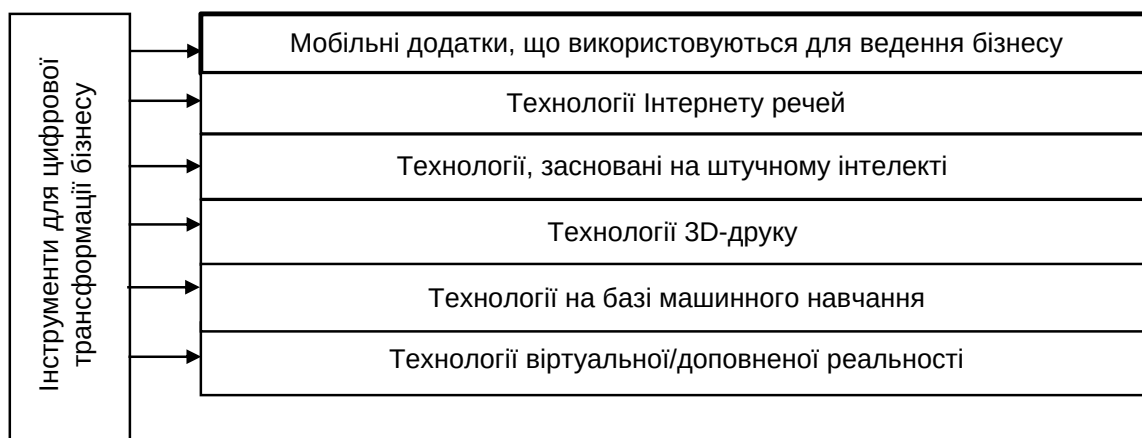 Інструменти для цифрової
трансформації бізнесу
Мобільні додатки, що використовуються для ведення бізнесу
Технології Інтернету речей
Технології, засновані на штучному інтелекті
Технології 3D-друку
Технології на базі машинного навчання
Технології віртуальної/доповненої реальності